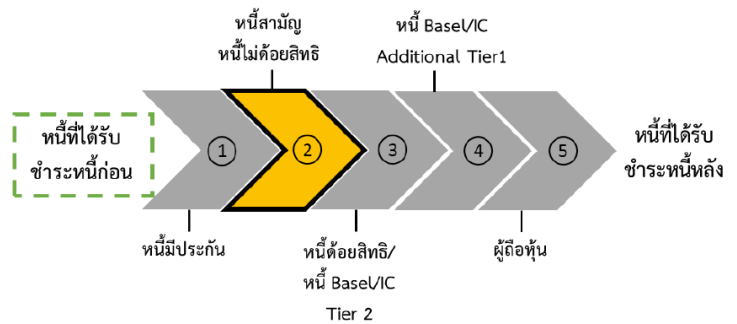 หนี้สามัญ
หนี้ไม่ด้อยสิทธิ
หนี้ Basel/IC
Additional Tier1
หนี้ที่ได้รับ
ชำระหนี้ก่อน
1
2
3
4
5
หนี้ที่ได้รับ
ชำระหนี้หลัง
หนี้มีประกัน
หนี้ด้อยสิทธิ/
หนี้ Basel/IC
Tier 2
ผู้ถือหุ้น